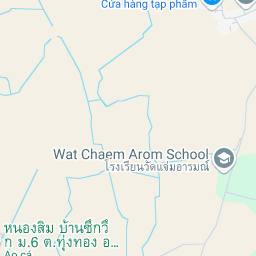 Cửa hàng tạp phẩm
Wat Chaem Arom School
โรงเรียนวัดแจ่มอารมณ์
หนองสิม บ้านซึกวึ
ก ม.6 ต.ทุ่งทอง อ...
Ao cá